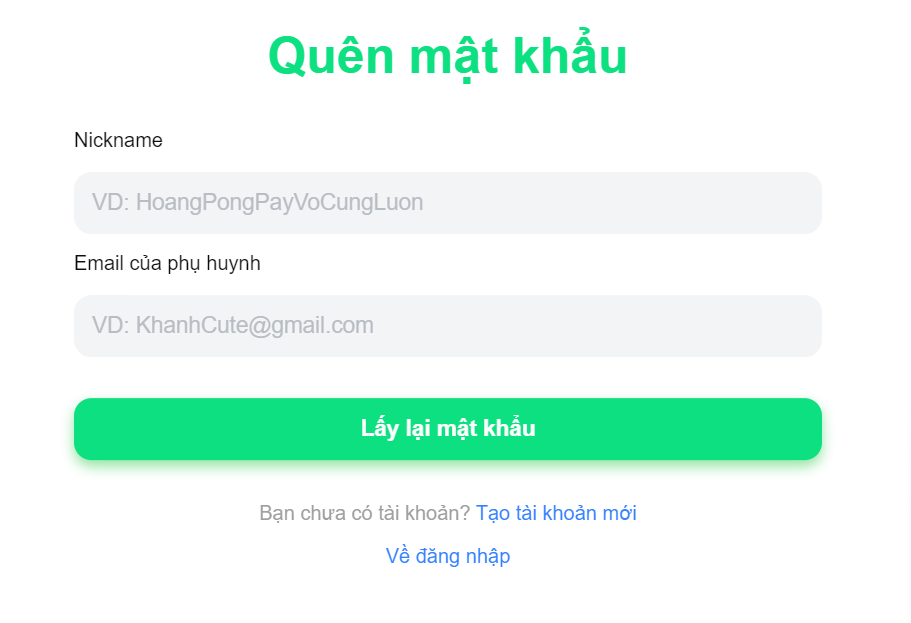 Quên mật khẩu
Nickname
VD: HoangPongPayVoCungLuon
Email của phụ huynh
VD: KhanhCute@gmail.com
Lấy lại mật khẩu
Bạn chưa có tài khoản? Tạo tài khoản mới
Về đăng nhập